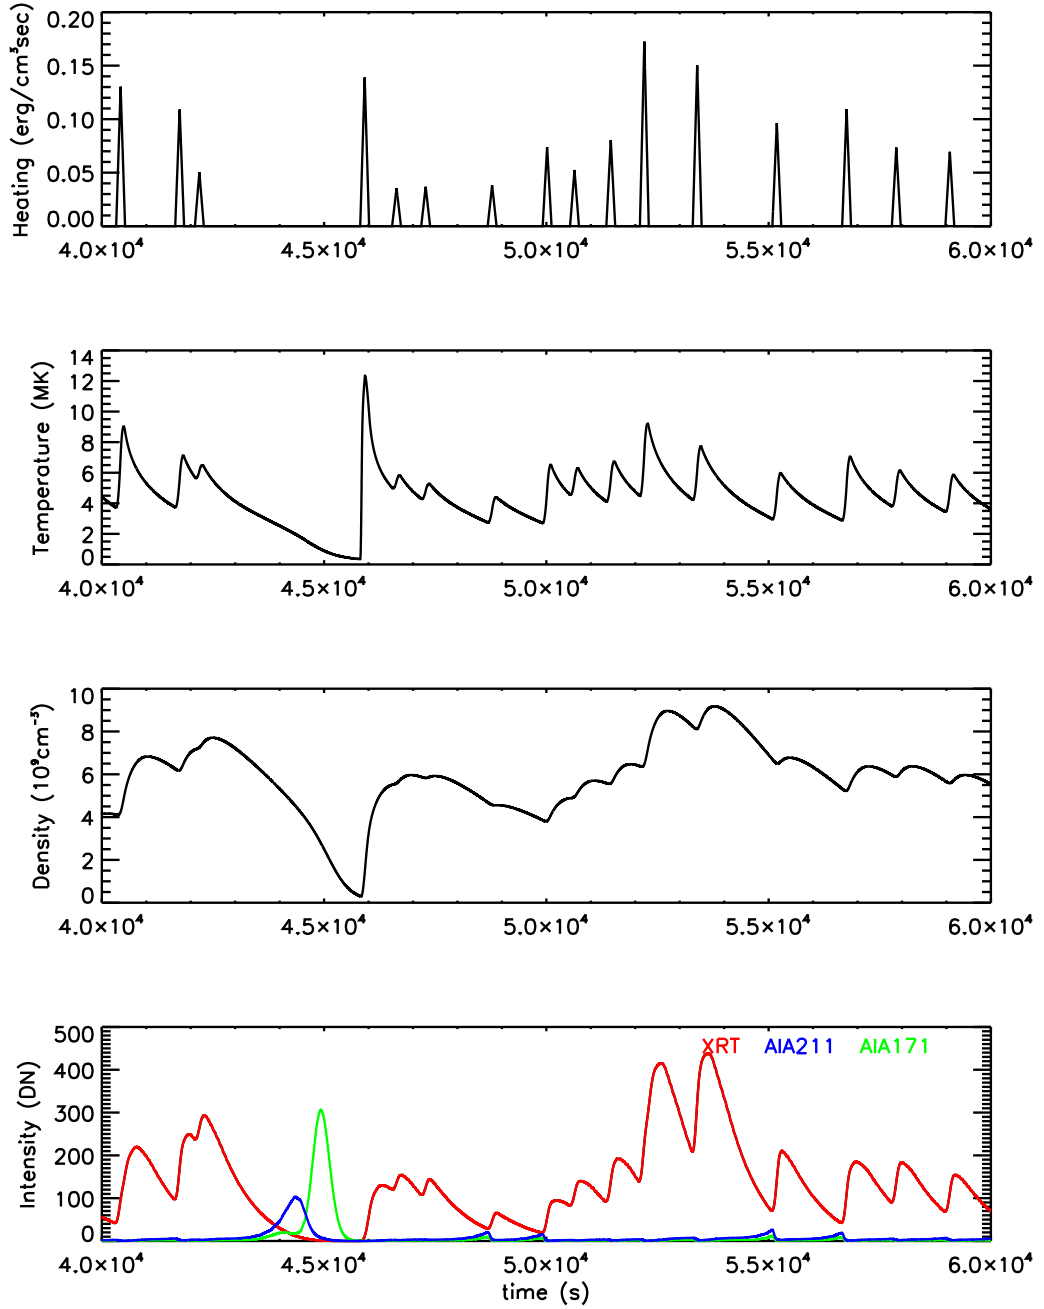 Heating (erg/cm³sec)
0.20
0.15
0.10
0.05
0.00
4.0×10⁴ 4.5×10⁴ 5.0×10⁴ 5.5×10⁴ 6.0×10⁴
Temperature (MK)
14
12
10
8
6
4
2
0
4.0×10⁴ 4.5×10⁴ 5.0×10⁴ 5.5×10⁴ 6.0×10⁴
Density (10⁹cm⁻³)
10
8
6
4
2
0
4.0×10⁴ 4.5×10⁴ 5.0×10⁴ 5.5×10⁴ 6.0×10⁴
Intensity (DN)
500
400
300
200
100
0
XRT AIA211 AIA171
4.0×10⁴ 4.5×10⁴ 5.0×10⁴ 5.5×10⁴ 6.0×10⁴
time (s)